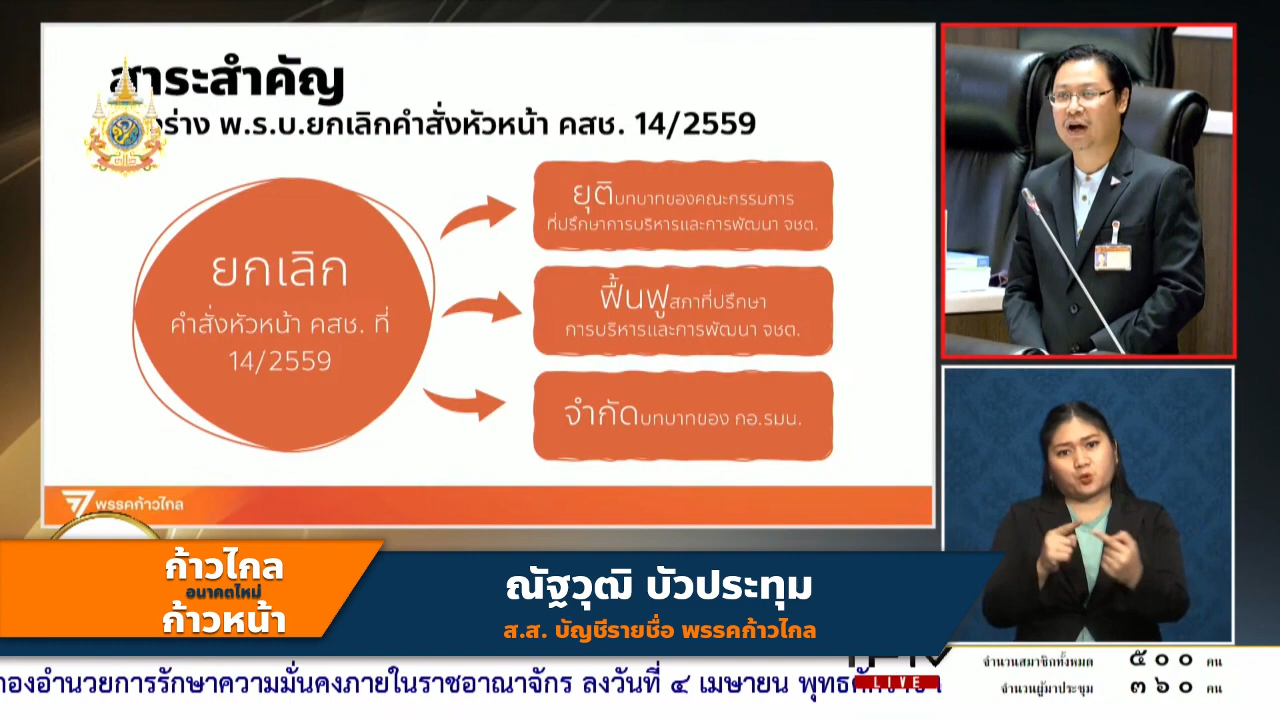 สาระสำคัญ
ร่าง พ.ร.บ.ยกเลิกคำสั่งหัวหน้า คสช. 14/2559
ยกเลิก
คำสั่งหัวหน้า คสช. ที่
14/2559
ยุติบทบาทของคณะกรรมการ
ที่ปรึกษาการบริหารและการพัฒนา จชต.
ฟื้นฟูสภาที่ปรึกษา
การบริหารและการพัฒนา จชต.
จำกัดบทบาทของ กอ.รมน.
พรรคก้าวไกล
ก้าวไกล
อนาคตใหม่
ก้าวหน้า
ณัฐวุฒิ บัวประทุม
ส.ส. บัญชีรายชื่อ พรรคก้าวไกล
กองอำนวยการรักษาความมั่นคงภายในราชอาณาจักร ลงวันที่ ๔ เมษายน
LIVE
จำนวนสมาชิกทั้งหมด ๕๐๐ คน
จำนวนผู้มาประชุม ๓๖๐ คน